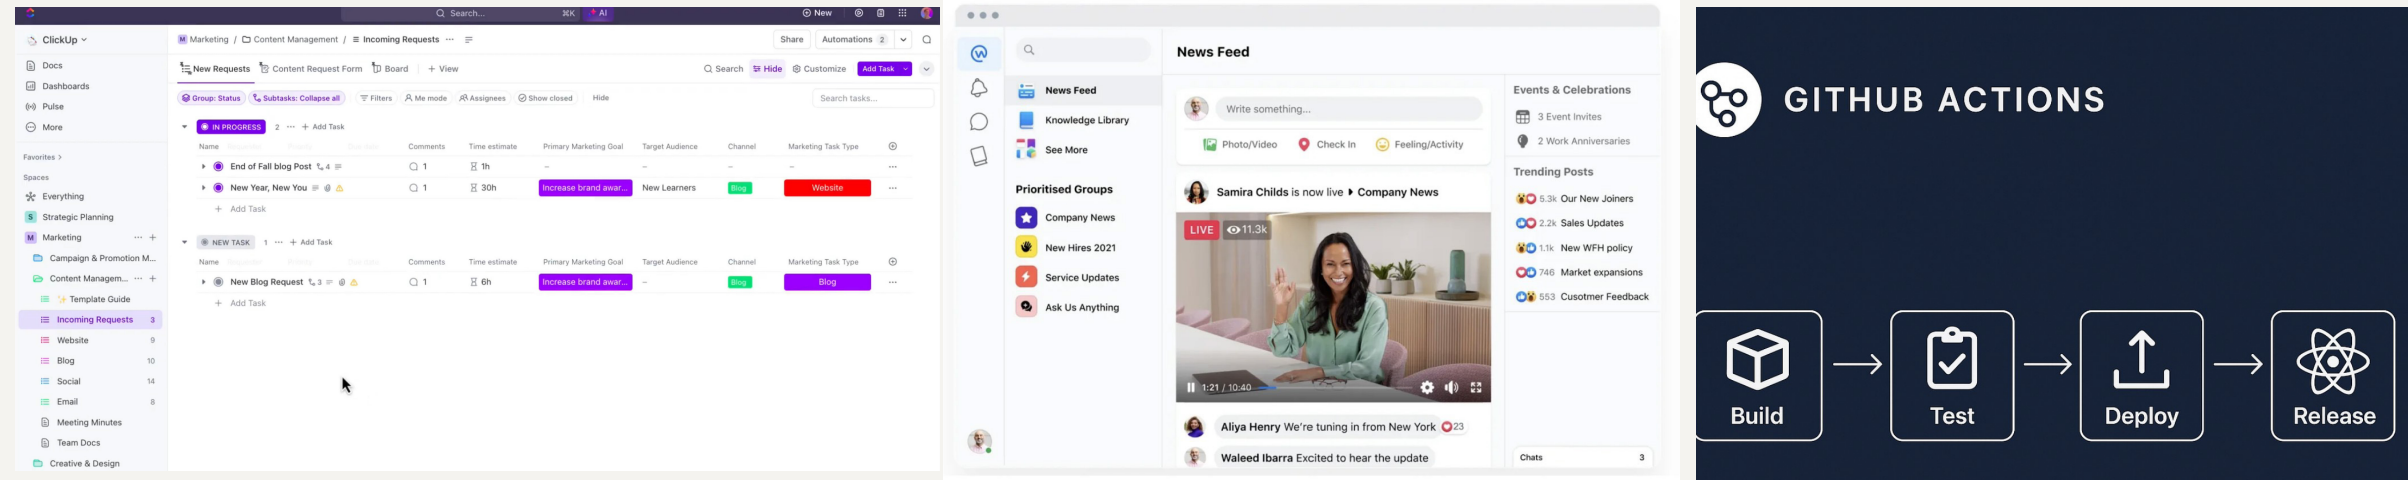 Search...
⌘K
AI
New
ClickUp
Marketing / Content Management / Incoming Requests ...
Share
Automations 2
Docs
Dashboards
Pulse
More
Favorites >
Spaces
Everything
S Strategic Planning
M Marketing ... +
Campaign & Promotion M...
Content Managem... ... +
Template Guide
Incoming Requests 3
Website 9
Blog 10
Social 14
Email 8
Meeting Minutes
Team Docs
Creative & Design
New Requests Content Request Form Board + View
Search Hide Customize Add Task
Group: Status Subtasks: Collapse all Filters Me mode Assignees Show closed Hide
Search tasks...
IN PROGRESS 2 ... + Add Task
Name Comments Time estimate Primary Marketing Goal Target Audience Channel Marketing Task Type
End of Fall blog Post 4 1 1h – – – –
New Year, New You 1 30h Increase brand awar... New Learners Blog Website
+ Add Task
NEW TASK 1 ... + Add Task
Name Comments Time estimate Primary Marketing Goal Target Audience Channel Marketing Task Type
New Blog Request 3 1 6h Increase brand awar... – Blog Blog
+ Add Task
News Feed
Knowledge Library
See More
Prioritised Groups
Company News
New Hires 2021
Service Updates
Ask Us Anything
News Feed
Write something...
Photo/Video Check In Feeling/Activity
Samira Childs is now live Company News
LIVE 11.3k
1:21 / 10:40
Aliya Henry We're tuning in from New York 23
Waleed Ibarra Excited to hear the update
Events & Celebrations
3 Event Invites
2 Work Anniversaries
Trending Posts
5.3k Our New Joiners
2.2k Sales Updates
1.1k New WFH policy
746 Market expansions
553 Cusotmer Feedback
Chats 3
GITHUB ACTIONS
Build
Test
Deploy
Release